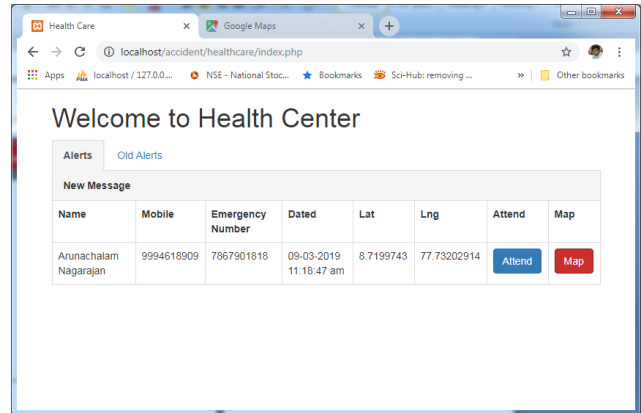 Health Care
Google Maps
localhost/accident/healthcare/index.php
Apps
localhost / 127.0.0....
NSE - National Stoc...
Bookmarks
Sci-Hub: removing ...
»
Other bookmarks
Welcome to Health Center
Alerts Old Alerts
New Message
Name Mobile Emergency Number Dated Lat Lng Attend Map
Arunachalam Nagarajan 9994618909 7867901818 09-03-2019 11:18:47 am 8.7199743 77.73202914 Attend Map